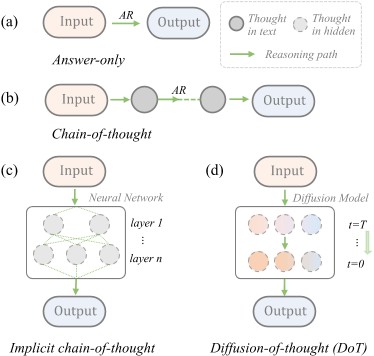 (a)
Input
AR
Output
Answer-only
Thought
in text
Thought
in hidden
Reasoning path
(b)
Input
AR
Output
Chain-of-thought
(c)
Input
Neural Network
layer 1
⋮
layer n
Output
Implicit chain-of-thought
(d)
Input
Diffusion Model
t=T
⋮
t=0
Output
Diffusion-of-thought (DoT)